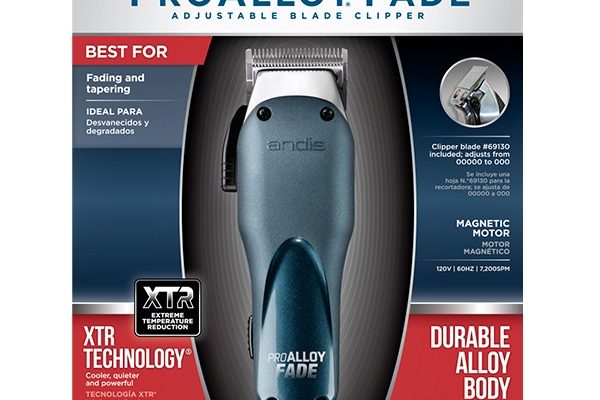 PROALLOY® FADE
ADJUSTABLE BLADE CLIPPER
BEST FOR
Fading and
tapering
IDEAL PARA
Desvanecidos y
degradados
andis
Clipper blade #69130
included; adjusts from
00000 to 000
Se incluye una
hoja N.°69130 para la
recortadora; se ajusta de
00000 a 000
MAGNETIC
MOTOR
MOTOR
MAGNÉTICO
120V | 60HZ | 7,200SPM
XTR
EXTREME
TEMPERATURE
REDUCTION
XTR
TECHNOLOGY®
Cooler, quieter
and powerful
TECNOLOGÍA XTR®
PROALLOY
FADE
DURABLE
ALLOY
BODY